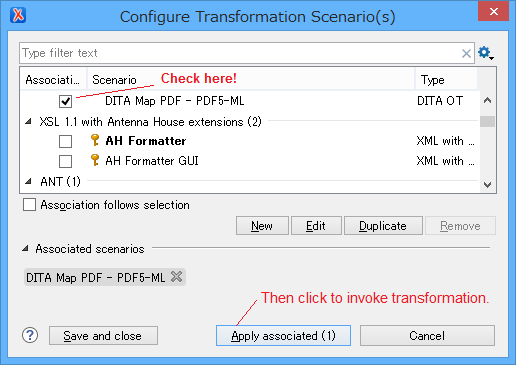 Configure Transformation Scenario(s)
Type filter text
Associati... Scenario Type
Check here!
DITA Map PDF - PDF5-ML DITA OT
XSL 1.1 with Antenna House extensions (2)
AH Formatter XML with ...
AH Formatter GUI XML with ...
ANT (1)
Association follows selection
New Edit Duplicate Remove
Associated scenarios
DITA Map PDF - PDF5-ML
Then click to invoke transformation.
? Save and close Apply associated (1) Cancel